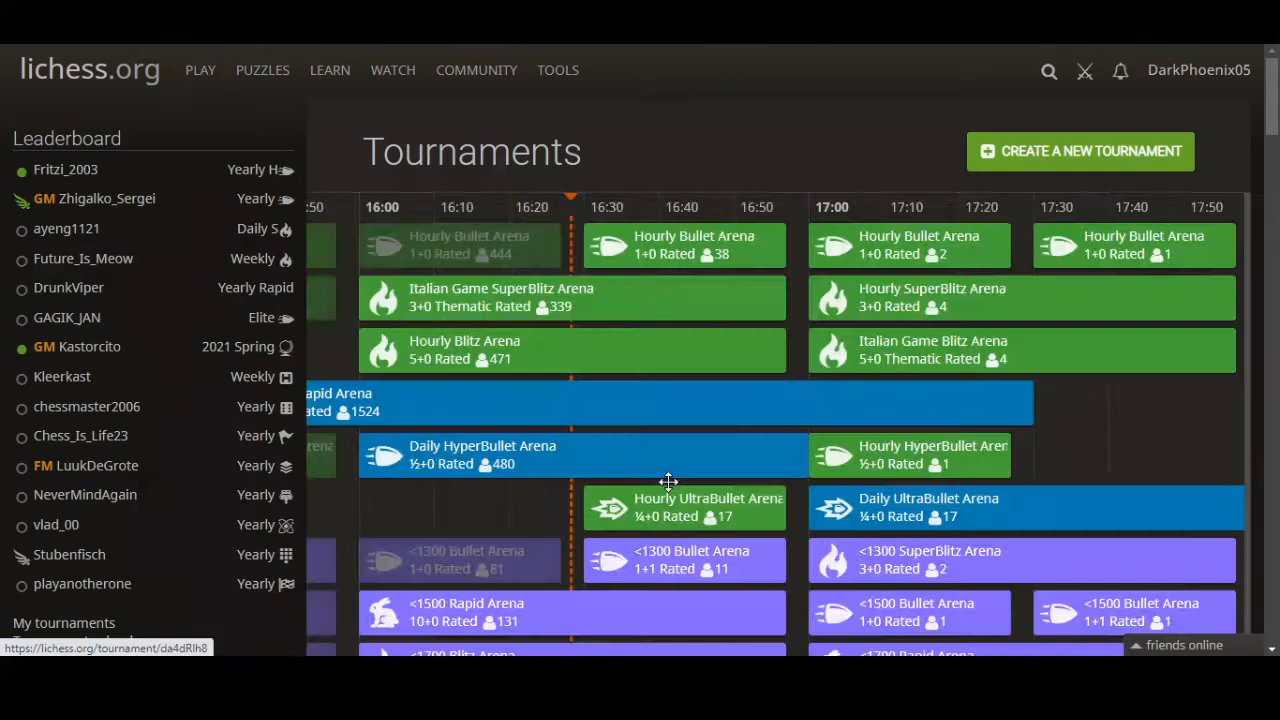 lichess.org
PLAY PUZZLES LEARN WATCH COMMUNITY TOOLS
DarkPhoenix05
Leaderboard
Fritzi_2003 Yearly H
GM Zhigalko_Sergei Yearly
ayeng1121 Daily S
Future_Is_Meow Weekly
DrunkViper Yearly Rapid
GAGIK_JAN Elite
GM Kastorcito 2021 Spring
Kleerkast Weekly
chessmaster2006 Yearly
Chess_Is_Life23 Yearly
FM LuukDeGrote Yearly
NeverMindAgain Yearly
vlad_00 Yearly
Stubenfisch Yearly
playanotherone Yearly
My tournaments
https://lichess.org/tournament/da4dRlh8
Tournaments
CREATE A NEW TOURNAMENT
:50 16:00 16:10 16:20 16:30 16:40 16:50 17:00 17:10 17:20 17:30 17:40 17:50
Hourly Bullet Arena
1+0 Rated 444
Hourly Bullet Arena
1+0 Rated 38
Hourly Bullet Arena
1+0 Rated 2
Hourly Bullet Arena
1+0 Rated 1
Italian Game SuperBlitz Arena
3+0 Thematic Rated 339
Hourly SuperBlitz Arena
3+0 Rated 4
Hourly Blitz Arena
5+0 Rated 471
Italian Game Blitz Arena
5+0 Thematic Rated 4
apid Arena
ated 1524
Daily HyperBullet Arena
½+0 Rated 480
Hourly HyperBullet Aren
½+0 Rated 1
Hourly UltraBullet Arena
¼+0 Rated 17
Daily UltraBullet Arena
¼+0 Rated 17
<1300 Bullet Arena
1+0 Rated 81
<1300 Bullet Arena
1+1 Rated 11
<1300 SuperBlitz Arena
3+0 Rated 2
<1500 Rapid Arena
10+0 Rated 131
<1500 Bullet Arena
1+0 Rated 1
<1500 Bullet Arena
1+1 Rated 1
<1700 Blitz Arena
<1700 Rapid Arena
friends online